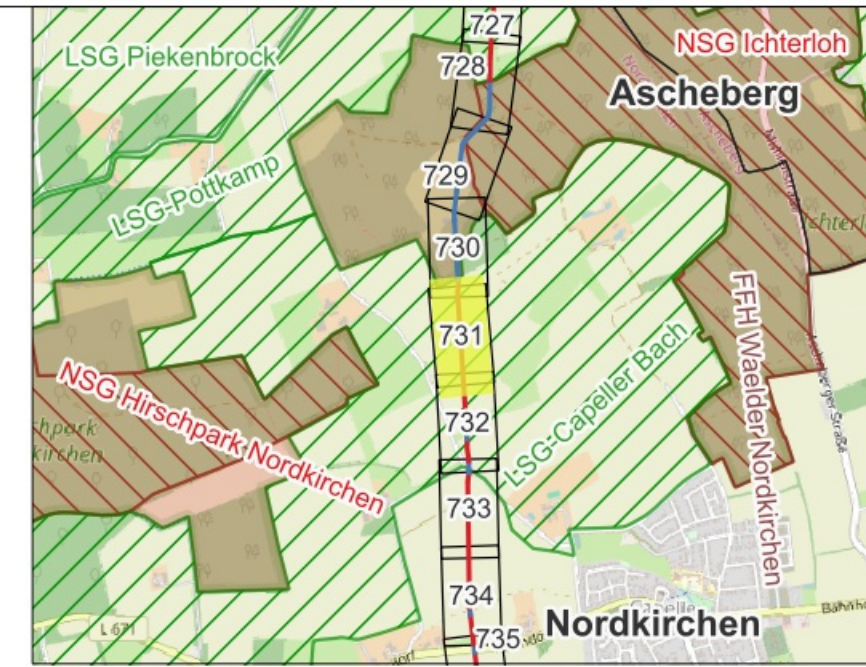 727
LSG Piekenbrock
NSG Ichterloh
728
Ascheberg
LSG-Pottkamp
729
730
731
FFH Waelder Nordkirchen
LSG-Capeller Bach
NSG Hirschpark Nordkirchen
732
733
Capelle
734
L 671
Nordkirchen
735